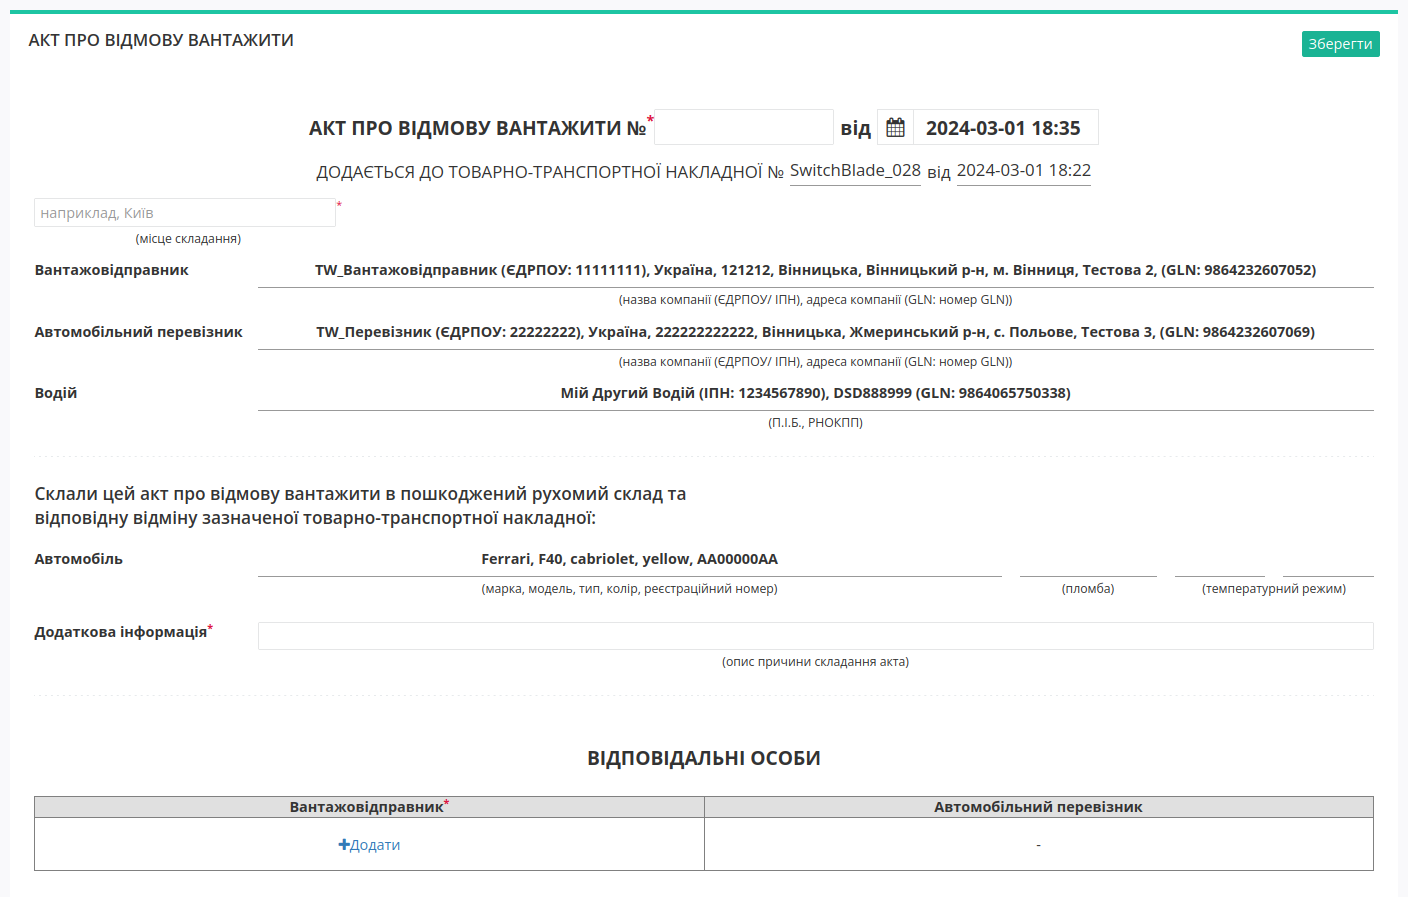 АКТ ПРО ВІДМОВУ ВАНТАЖИТИ
Зберегти
АКТ ПРО ВІДМОВУ ВАНТАЖИТИ №* від 2024-03-01 18:35
ДОДАЄТЬСЯ ДО ТОВАРНО-ТРАНСПОРТНОЇ НАКЛАДНОЇ № SwitchBlade_028 від 2024-03-01 18:22
наприклад, Київ *
(місце складання)
Вантажовідправник TW_Вантажовідправник (ЄДРПОУ: 11111111), Україна, 121212, Вінницька, Вінницький р-н, м. Вінниця, Тестова 2, (GLN: 9864232607052)
(назва компанії (ЄДРПОУ/ ІПН), адреса компанії (GLN: номер GLN))
Автомобільний перевізник TW_Перевізник (ЄДРПОУ: 22222222), Україна, 222222222222, Вінницька, Жмеринський р-н, с. Польове, Тестова 3, (GLN: 9864232607069)
(назва компанії (ЄДРПОУ/ ІПН), адреса компанії (GLN: номер GLN))
Водій Мій Другий Водій (ІПН: 1234567890), DSD888999 (GLN: 9864065750338)
(П.І.Б., РНОКПП)
Склали цей акт про відмову вантажити в пошкоджений рухомий склад та
відповідну відміну зазначеної товарно-транспортної накладної:
Автомобіль Ferrari, F40, cabriolet, yellow, AA00000AA
(марка, модель, тип, колір, реєстраційний номер) (пломба) (температурний режим)
Додаткова інформація*
(опис причини складання акта)
ВІДПОВІДАЛЬНІ ОСОБИ
Вантажовідправник* Автомобільний перевізник
+Додати -